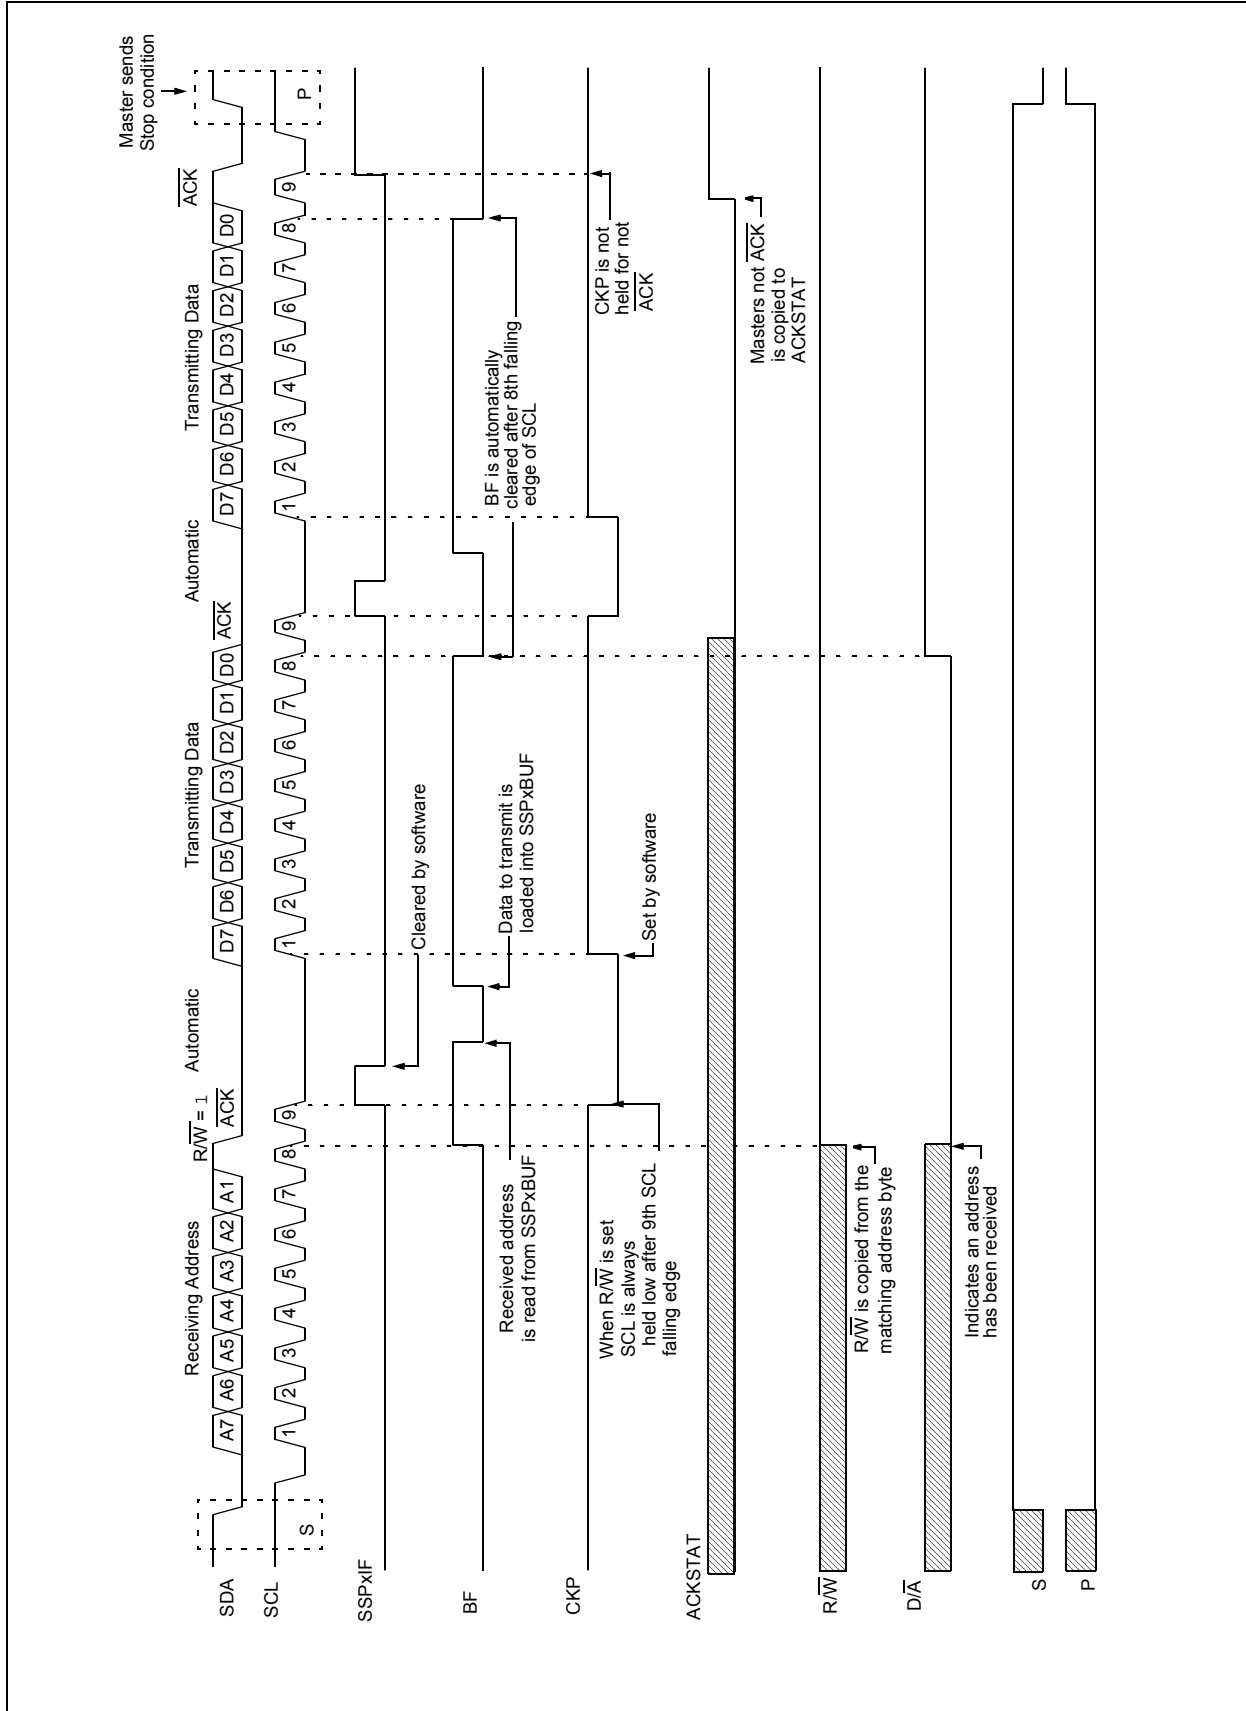 Master sends
Stop condition
Receiving Address
R/W = 1
ACK
Automatic
Transmitting Data
ACK
Automatic
Transmitting Data
ACK
SDA
A7 A6 A5 A4 A3 A2 A1
D7 D6 D5 D4 D3 D2 D1 D0
D7 D6 D5 D4 D3 D2 D1 D0
SCL
S
1 2 3 4 5 6 7 8 9
1 2 3 4 5 6 7 8 9
1 2 3 4 5 6 7 8 9
P
SSPxIF
Cleared by software
BF
Received address
is read from SSPxBUF
Data to transmit is
loaded into SSPxBUF
BF is automatically
cleared after 8th falling
edge of SCL
CKP
When R/W is set
SCL is always
held low after 9th SCL
falling edge
Set by software
CKP is not
held for not
ACK
ACKSTAT
Masters not ACK
is copied to
ACKSTAT
R/W
R/W is copied from the
matching address byte
D/A
Indicates an address
has been received
S
P